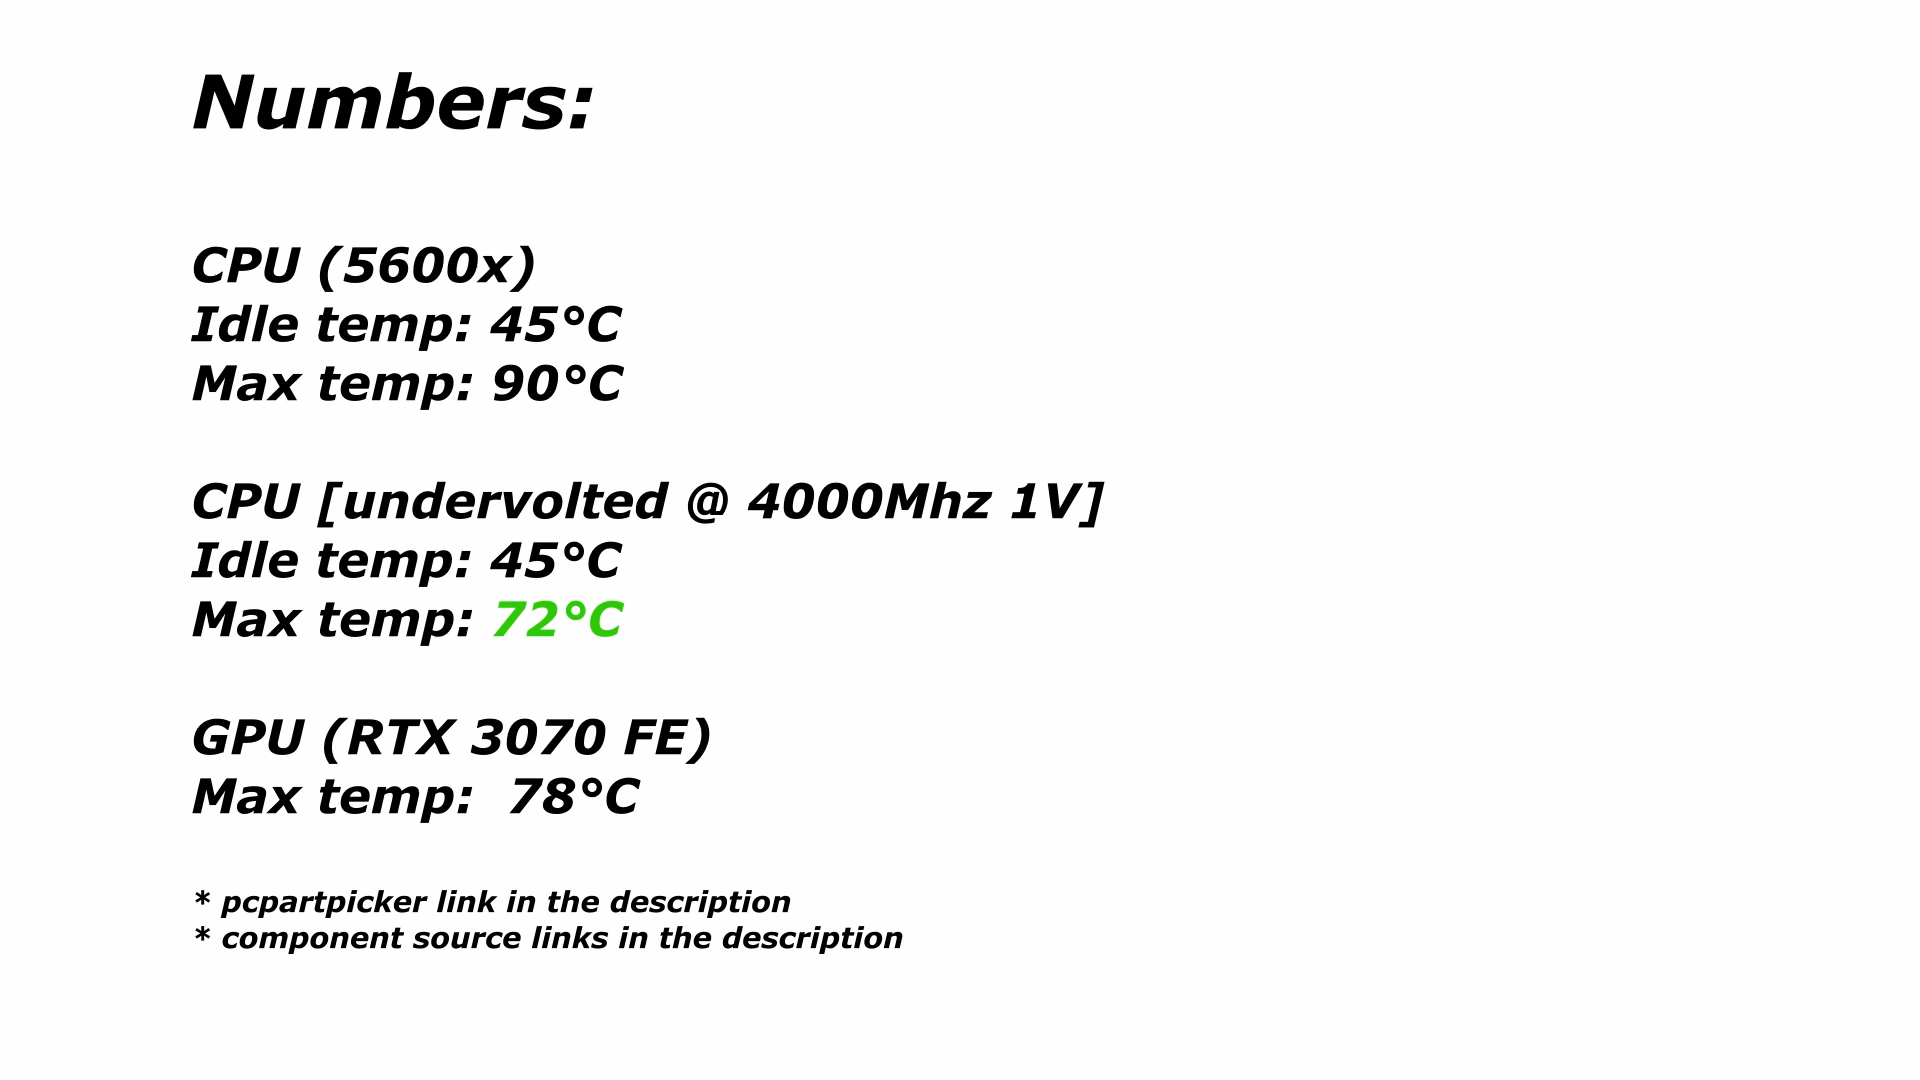 Numbers:
CPU (5600x)
Idle temp: 45°C
Max temp: 90°C
CPU [undervolted @ 4000Mhz 1V]
Idle temp: 45°C
Max temp: 72°C
GPU (RTX 3070 FE)
Max temp:  78°C
* pcpartpicker link in the description
* component source links in the description